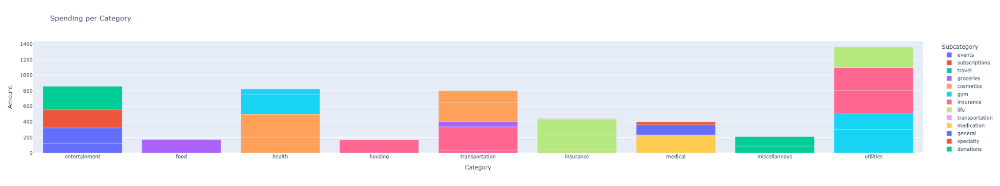 Spending per Category
Amount
1400
1200
1000
800
600
400
200
0
entertainment
food
health
housing
transportation
insurance
medical
miscellaneous
utilities
Category
Subcategory
events
subscriptions
travel
groceries
cosmetics
gym
insurance
life
transportation
medication
general
specialty
donations